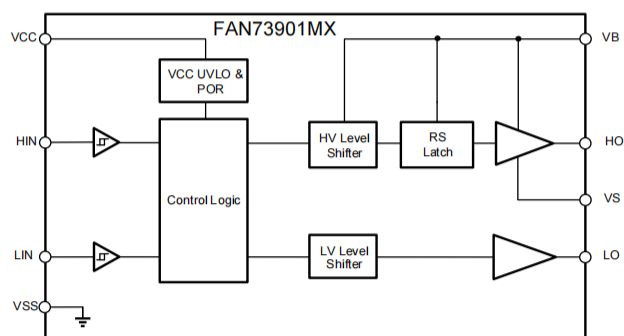 FAN73901MX
VCC
VB
VCC UVLO &
POR
HIN
HV Level
Shifter
RS
Latch
HO
Control Logic
VS
LIN
LV Level
Shifter
LO
VSS